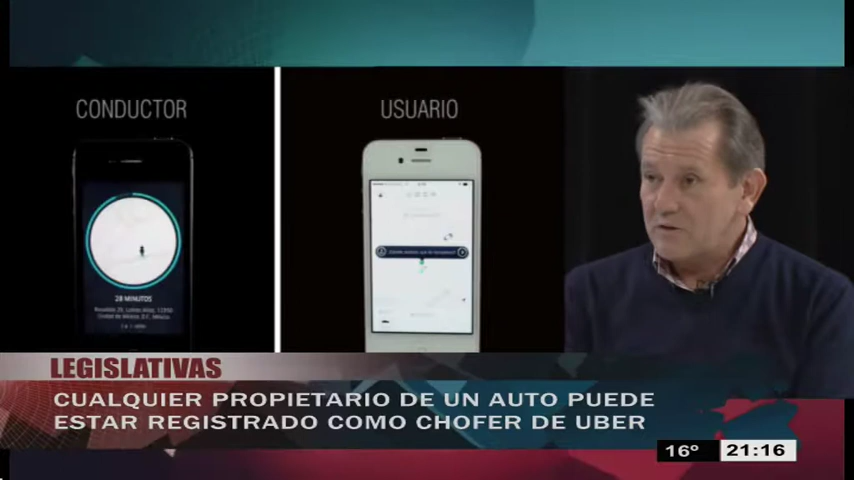 CONDUCTOR
USUARIO
28 MINUTOS
LEGISLATIVAS
CUALQUIER PROPIETARIO DE UN AUTO PUEDE
ESTAR REGISTRADO COMO CHOFER DE UBER
16º 21:16